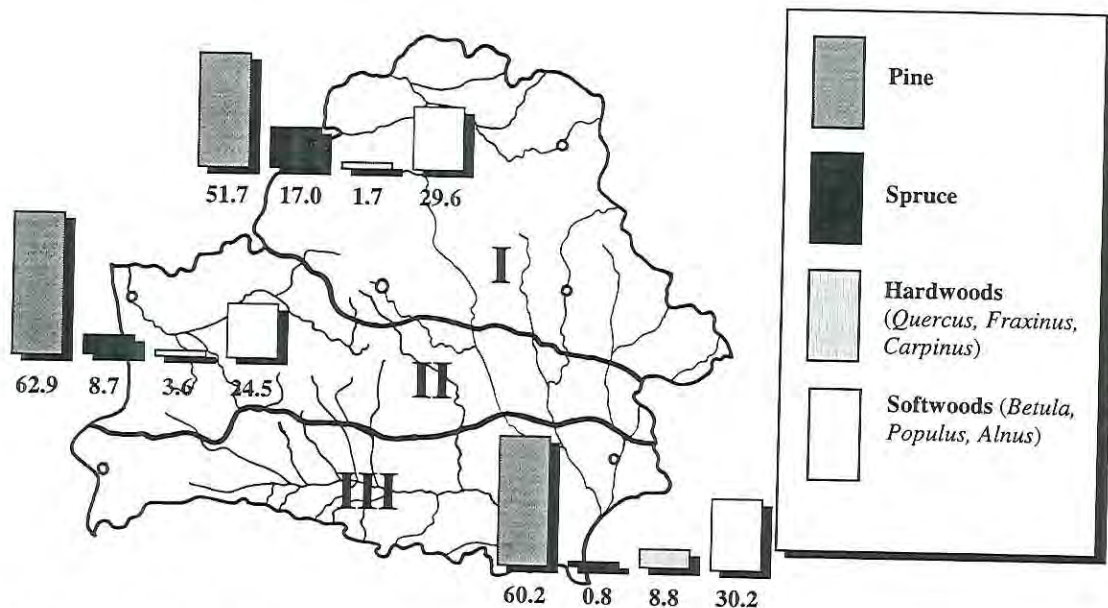 51.7 17.0 1.7 29.6
I
62.9 8.7 3.6 24.5
II
III
60.2 0.8 8.8 30.2
Pine
Spruce
Hardwoods
(Quercus, Fraxinus,
Carpinus)
Softwoods (Betula,
Populus, Alnus)